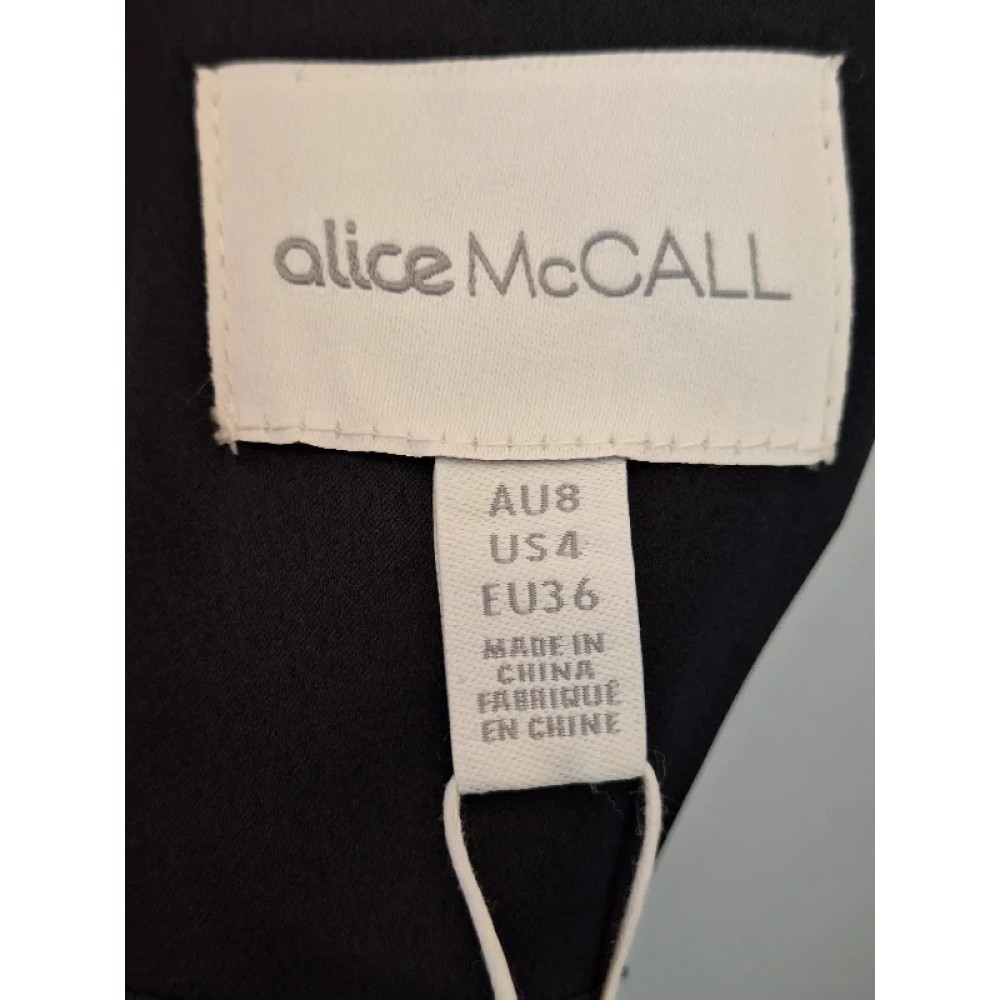 alice McCALL
AU8
US4
EU36
MADE IN
CHINA
FABRIQUÉ
EN CHINE